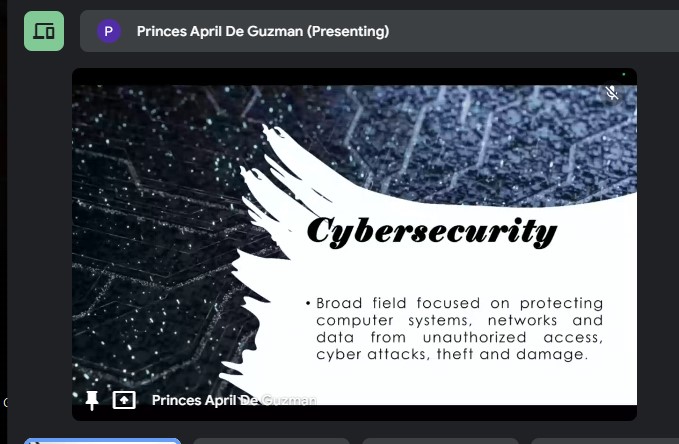 P Princes April De Guzman (Presenting)
Cybersecurity
• Broad field focused on protecting
computer systems, networks and
data from unauthorized access,
cyber attacks, theft and damage.
Princes April De Guzman